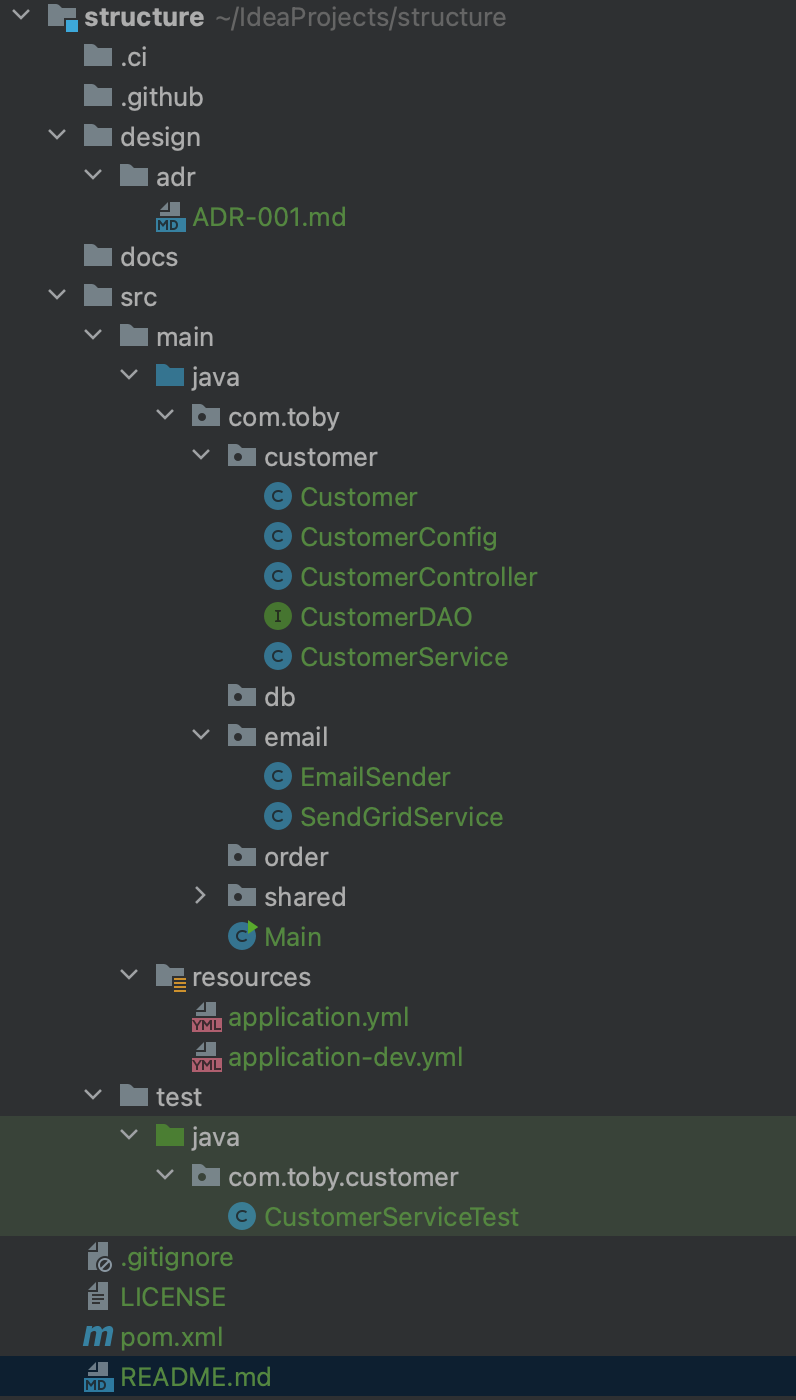 structure ~/IdeaProjects/structure
.ci
.github
design
adr
MD ADR-001.md
docs
src
main
java
com.toby
customer
C Customer
C CustomerConfig
C CustomerController
I CustomerDAO
C CustomerService
db
email
C EmailSender
C SendGridService
order
shared
C Main
resources
YML application.yml
YML application-dev.yml
test
java
com.toby.customer
C CustomerServiceTest
.gitignore
LICENSE
m pom.xml
MD README.md